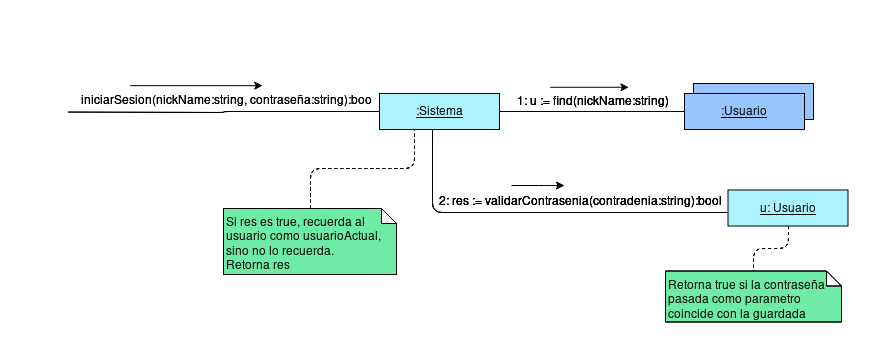 iniciarSesion(nickName:string, contraseña:string):boo
:Sistema
1: u := find(nickName:string)
:Usuario
2: res := validarContrasenia(contradenia:string):bool
u: Usuario
Si res es true, recuerda al
usuario como usuarioActual,
sino no lo recuerda.
Retorna res
Retorna true si la contraseña
pasada como parametro
coincide con la guardada